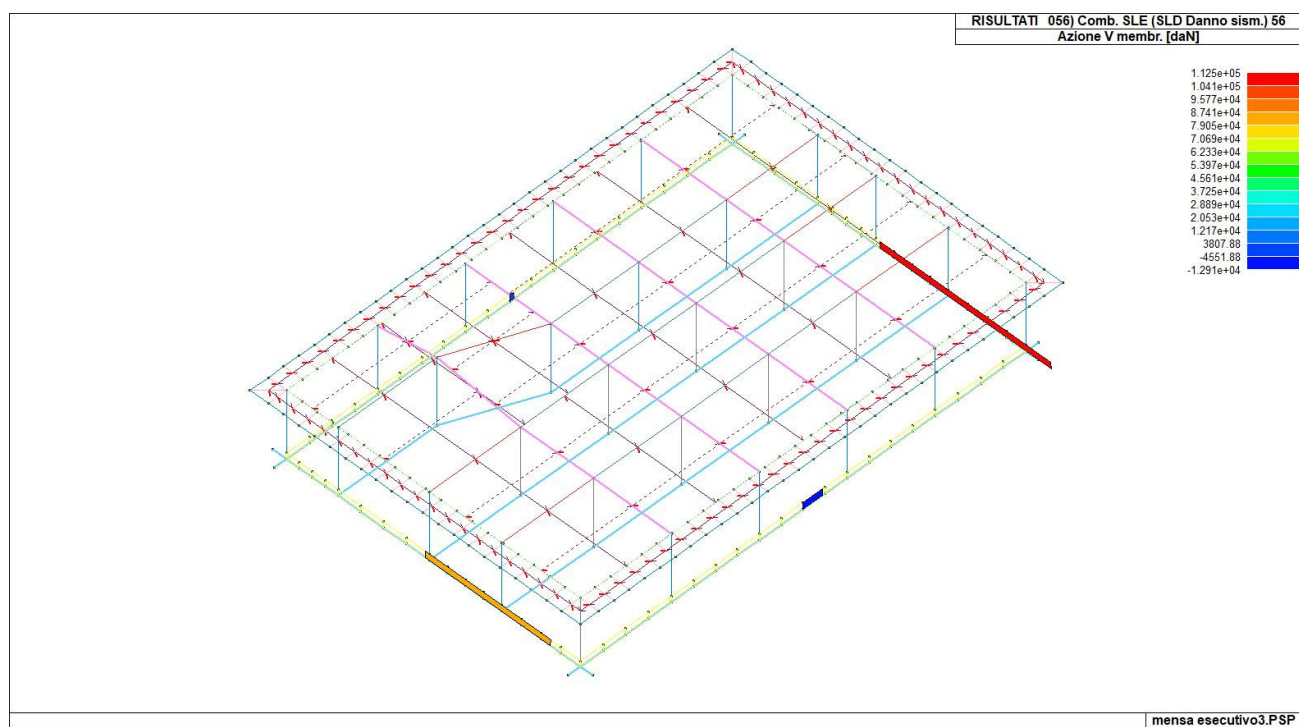 RISULTATI 056) Comb. SLE (SLD Danno sism.) 56
Azione V membr. [daN]
1.125e+05
1.041e+05
9.577e+04
8.741e+04
7.905e+04
7.069e+04
6.233e+04
5.397e+04
4.561e+04
3.725e+04
2.889e+04
2.053e+04
1.217e+04
3807.88
-4551.88
-1.291e+04
mensa esecutivo3.PSP